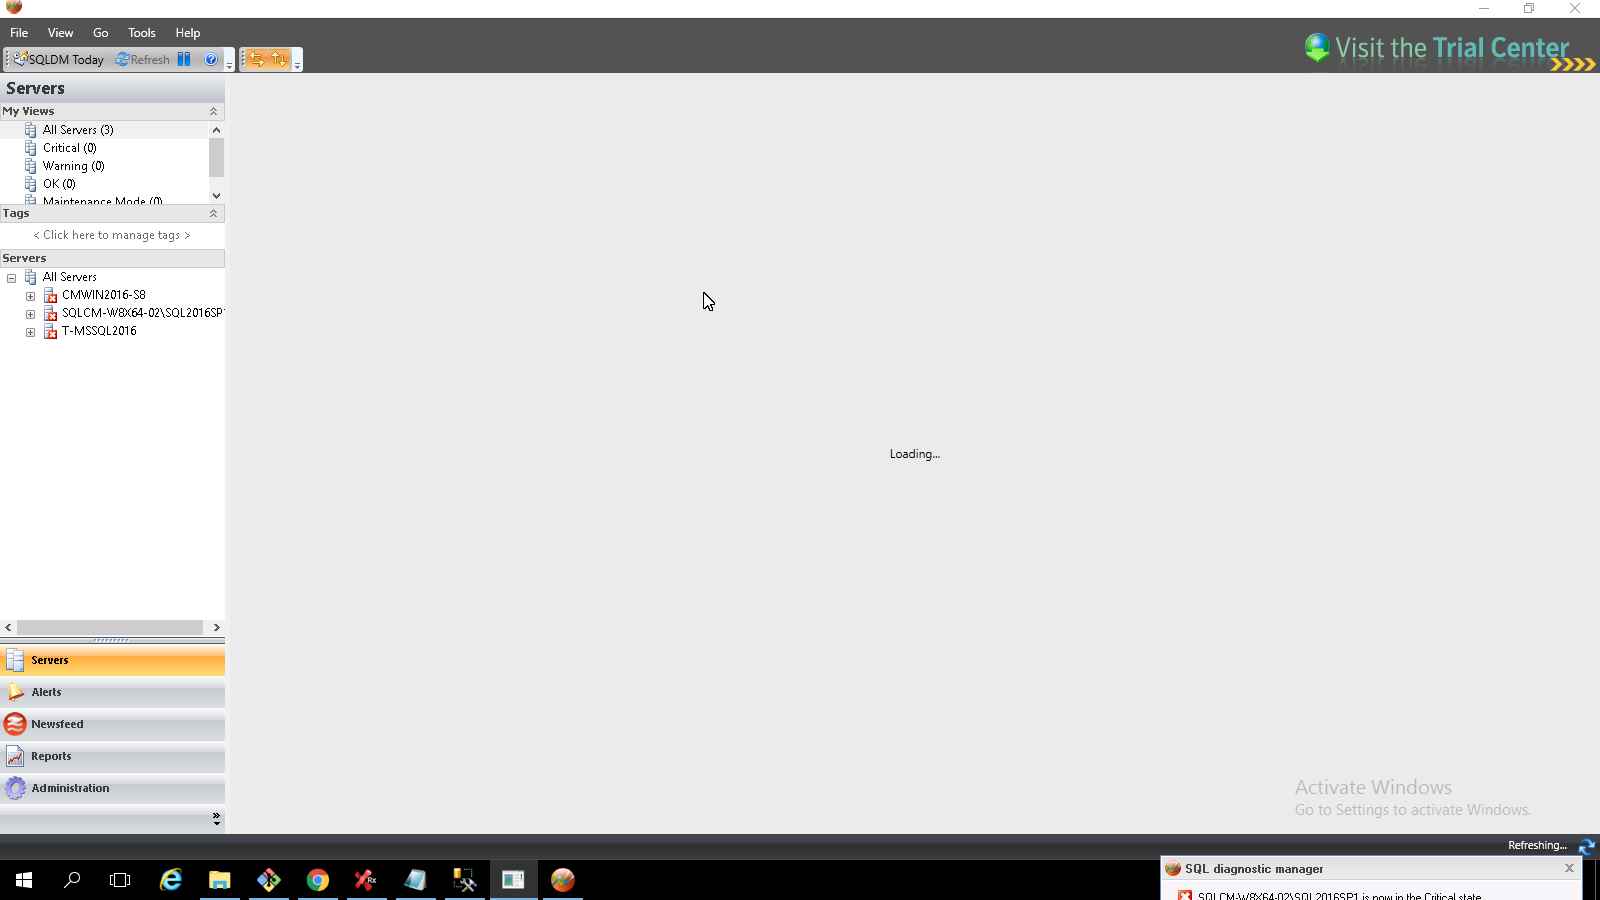 File View Go Tools Help
Visit the Trial Center
SQLDM Today Refresh
Servers
My Views
All Servers (3)
Critical (0)
Warning (0)
OK (0)
Maintenance Mode (0)
Tags
< Click here to manage tags >
Servers
All Servers
CMWIN2016-S8
SQLCM-W8X64-02\SQL2016SP1
T-MSSQL2016
Loading...
Servers
Alerts
Newsfeed
Reports
Administration
Activate Windows
Go to Settings to activate Windows.
Refreshing...
SQL diagnostic manager
SQLCM-W8X64-02\SQL2016SP1 is now in the Critical state